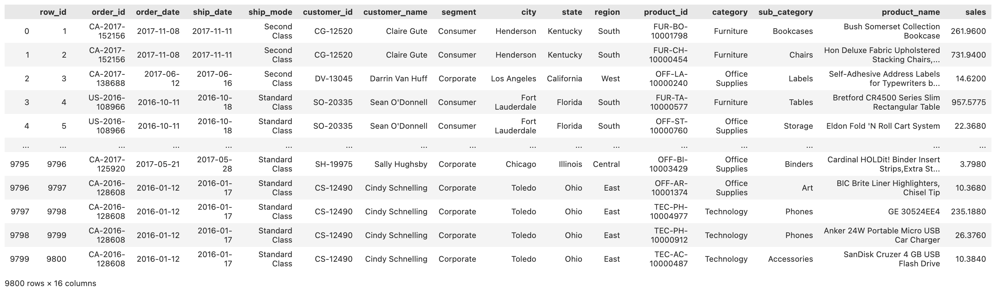 row_id order_id order_date ship_date ship_mode customer_id customer_name segment city state region product_id category sub_category product_name sales
0 1 CA-2017-152156 2017-11-08 2017-11-11 Second Class CG-12520 Claire Gute Consumer Henderson Kentucky South FUR-BO-10001798 Furniture Bookcases Bush Somerset Collection Bookcase 261.9600
1 2 CA-2017-152156 2017-11-08 2017-11-11 Second Class CG-12520 Claire Gute Consumer Henderson Kentucky South FUR-CH-10000454 Furniture Chairs Hon Deluxe Fabric Upholstered Stacking Chairs,... 731.9400
2 3 CA-2017-138688 2017-06-12 2017-06-16 Second Class DV-13045 Darrin Van Huff Corporate Los Angeles California West OFF-LA-10000240 Office Supplies Labels Self-Adhesive Address Labels for Typewriters b... 14.6200
3 4 US-2016-108966 2016-10-11 2016-10-18 Standard Class SO-20335 Sean O'Donnell Consumer Fort Lauderdale Florida South FUR-TA-10000577 Furniture Tables Bretford CR4500 Series Slim Rectangular Table 957.5775
4 5 US-2016-108966 2016-10-11 2016-10-18 Standard Class SO-20335 Sean O'Donnell Consumer Fort Lauderdale Florida South OFF-ST-10000760 Office Supplies Storage Eldon Fold 'N Roll Cart System 22.3680
... ... ... ... ... ... ... ... ... ... ... ... ... ... ... ... ...
9795 9796 CA-2017-125920 2017-05-21 2017-05-28 Standard Class SH-19975 Sally Hughsby Corporate Chicago Illinois Central OFF-BI-10003429 Office Supplies Binders Cardinal HOLDit! Binder Insert Strips,Extra St... 3.7980
9796 9797 CA-2016-128608 2016-01-12 2016-01-17 Standard Class CS-12490 Cindy Schnelling Corporate Toledo Ohio East OFF-AR-10001374 Office Supplies Art BIC Brite Liner Highlighters, Chisel Tip 10.3680
9797 9798 CA-2016-128608 2016-01-12 2016-01-17 Standard Class CS-12490 Cindy Schnelling Corporate Toledo Ohio East TEC-PH-10004977 Technology Phones GE 30524EE4 235.1880
9798 9799 CA-2016-128608 2016-01-12 2016-01-17 Standard Class CS-12490 Cindy Schnelling Corporate Toledo Ohio East TEC-PH-10000912 Technology Phones Anker 24W Portable Micro USB Car Charger 26.3760
9799 9800 CA-2016-128608 2016-01-12 2016-01-17 Standard Class CS-12490 Cindy Schnelling Corporate Toledo Ohio East TEC-AC-10000487 Technology Accessories SanDisk Cruzer 4 GB USB Flash Drive 10.3840
9800 rows × 16 columns